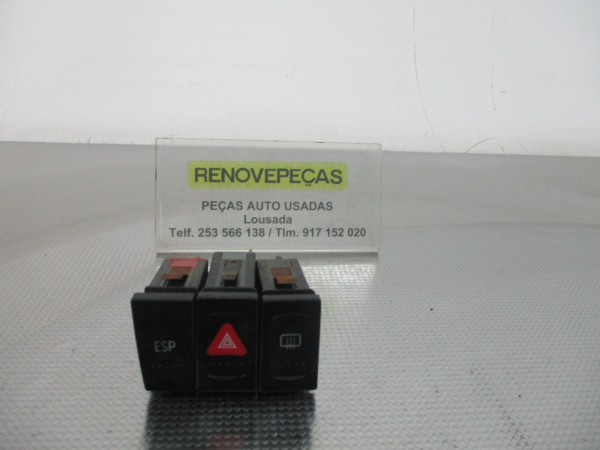 RENOVEPEÇAS
PEÇAS AUTO USADAS
Lousada
Telf. 253 566 138 / Tlm. 917 152 020
ESP